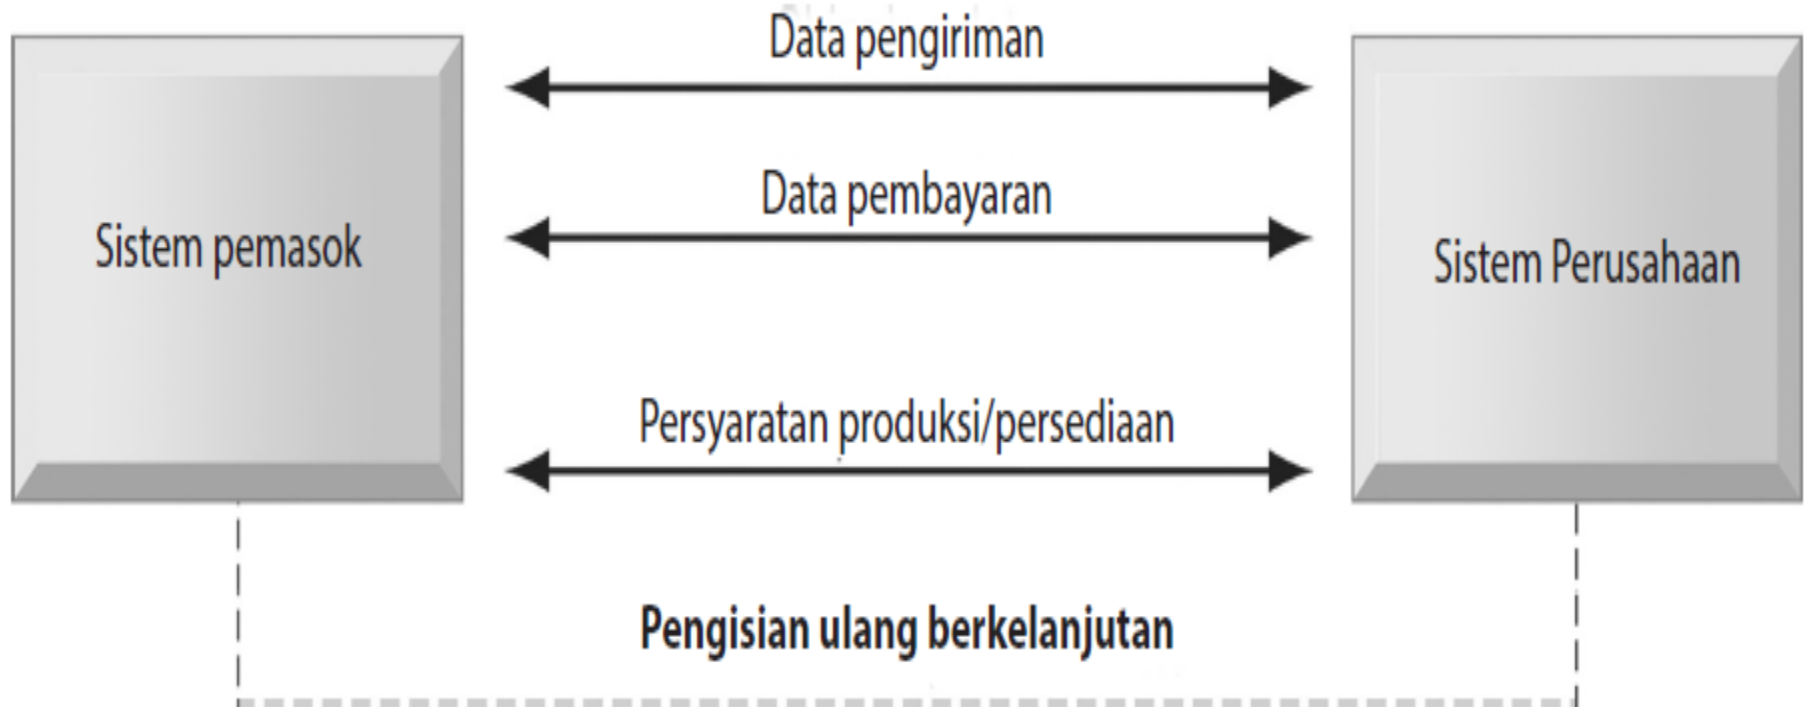 Data pengiriman
Data pembayaran
Sistem pemasok
Sistem Perusahaan
Persyaratan produksi/persediaan
Pengisian ulang berkelanjutan